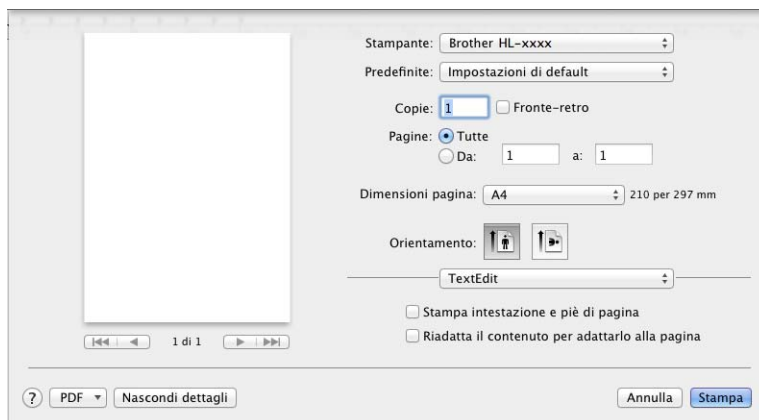 Stampante: Brother HL-xxxx
Predefinite: Impostazioni di default
Copie: 1 Fronte-retro
Pagine: Tutte
Da: 1 a: 1
Dimensioni pagina: A4 210 per 297 mm
Orientamento:
TextEdit
Stampa intestazione e piè di pagina
Riadatta il contenuto per adattarlo alla pagina
1 di 1
? PDF Nascondi dettagli Annulla Stampa